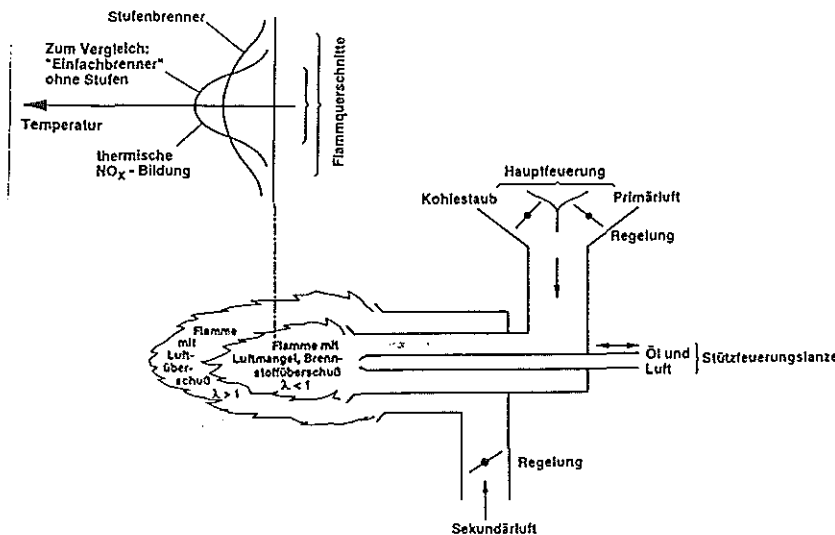 Stufenbrenner
Zum Vergleich:
"Einfachbrenner"
ohne Stufen
Temperatur
thermische
NOx - Bildung
Flammquerschnitte
Hauptfeuerung
Kohlestaub
Primärluft
Regelung
Flamme
mit
Luft-
über-
schuß
λ > 1
Flamme mit
Luftmangel, Brenn-
stoffüberschuß
λ < 1
Öl und
Luft
Stützfeuerungslanze
Regelung
Sekundärluft